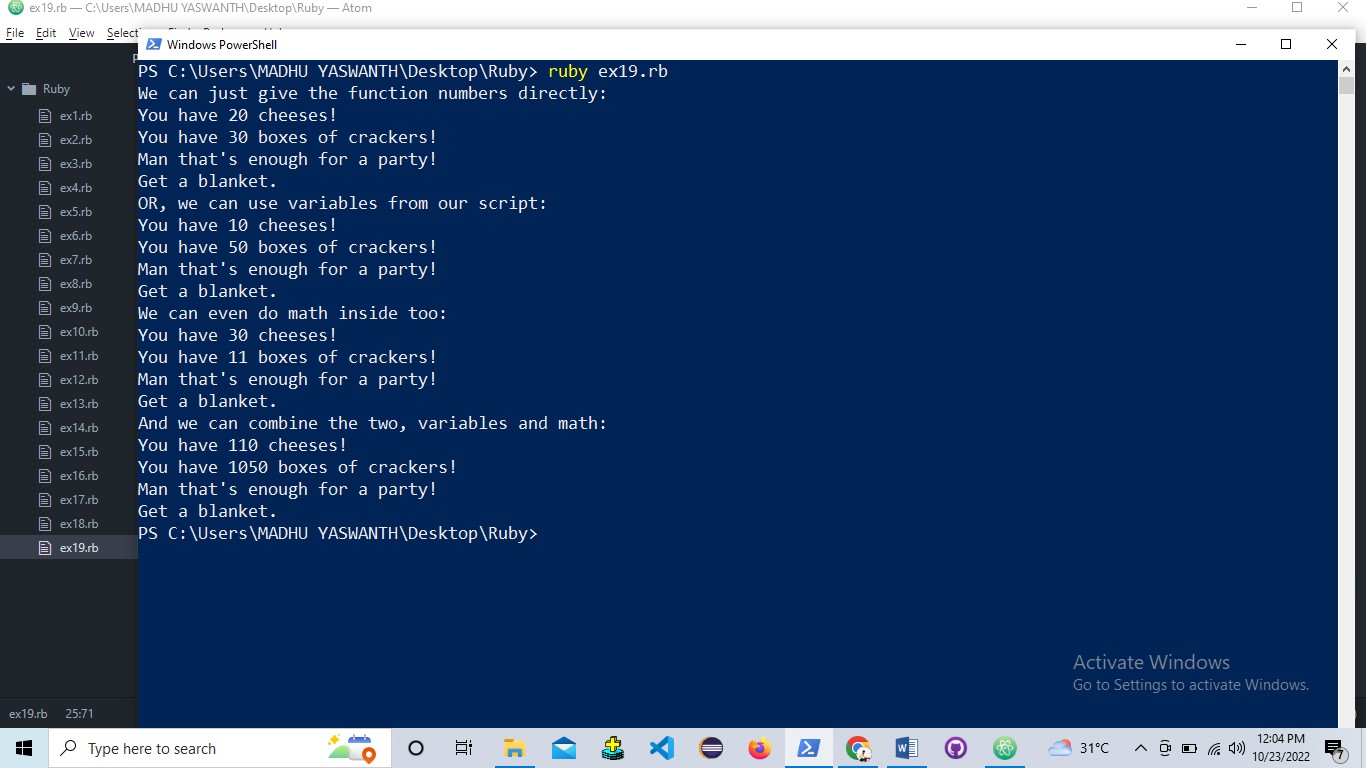 ex19.rb — C:\Users\MADHU YASWANTH\Desktop\Ruby — Atom
File Edit View
Windows PowerShell
Ruby
ex1.rb
ex2.rb
ex3.rb
ex4.rb
ex5.rb
ex6.rb
ex7.rb
ex8.rb
ex9.rb
ex10.rb
ex11.rb
ex12.rb
ex13.rb
ex14.rb
ex15.rb
ex16.rb
ex17.rb
ex18.rb
ex19.rb
PS C:\Users\MADHU YASWANTH\Desktop\Ruby> ruby ex19.rb
We can just give the function numbers directly:
You have 20 cheeses!
You have 30 boxes of crackers!
Man that's enough for a party!
Get a blanket.
OR, we can use variables from our script:
You have 10 cheeses!
You have 50 boxes of crackers!
Man that's enough for a party!
Get a blanket.
We can even do math inside too:
You have 30 cheeses!
You have 11 boxes of crackers!
Man that's enough for a party!
Get a blanket.
And we can combine the two, variables and math:
You have 110 cheeses!
You have 1050 boxes of crackers!
Man that's enough for a party!
Get a blanket.
PS C:\Users\MADHU YASWANTH\Desktop\Ruby>
Activate Windows
Go to Settings to activate Windows.
ex19.rb 25:71
Type here to search
31°C
12:04 PM
10/23/2022
7